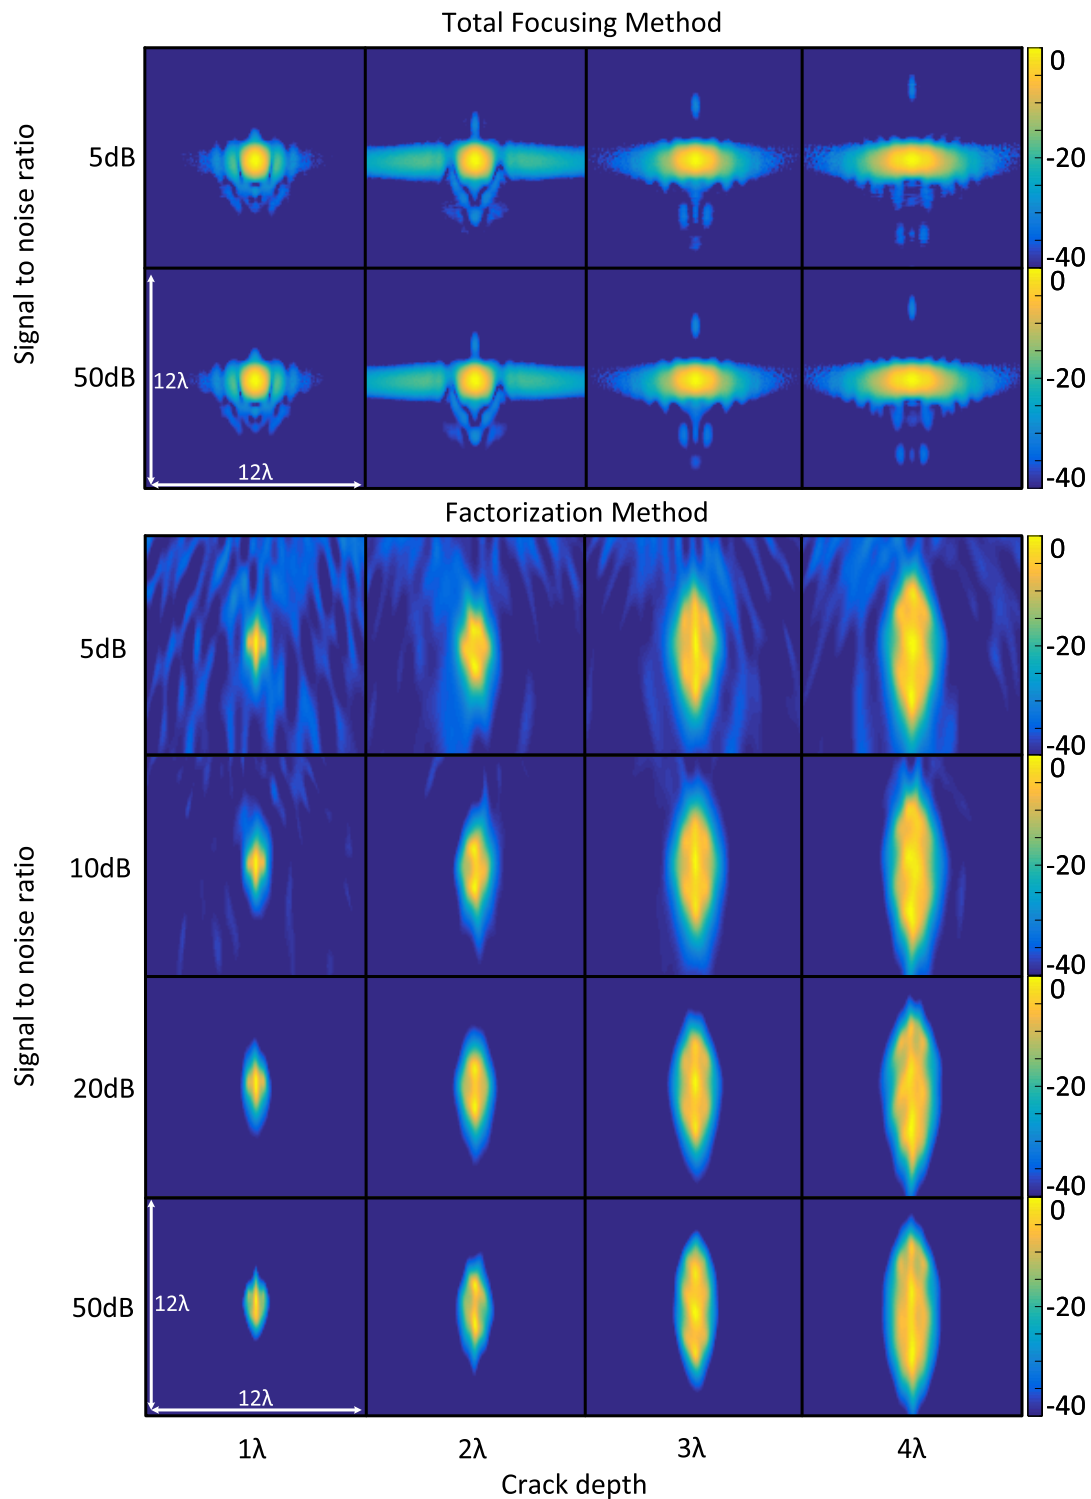 Total Focusing Method
Signal to noise ratio
5dB
0
-20
-40
50dB
12λ
12λ
0
-20
-40
Factorization Method
Signal to noise ratio
5dB
0
-20
-40
10dB
0
-20
-40
20dB
0
-20
-40
50dB
12λ
12λ
0
-20
-40
1λ 2λ 3λ 4λ
Crack depth